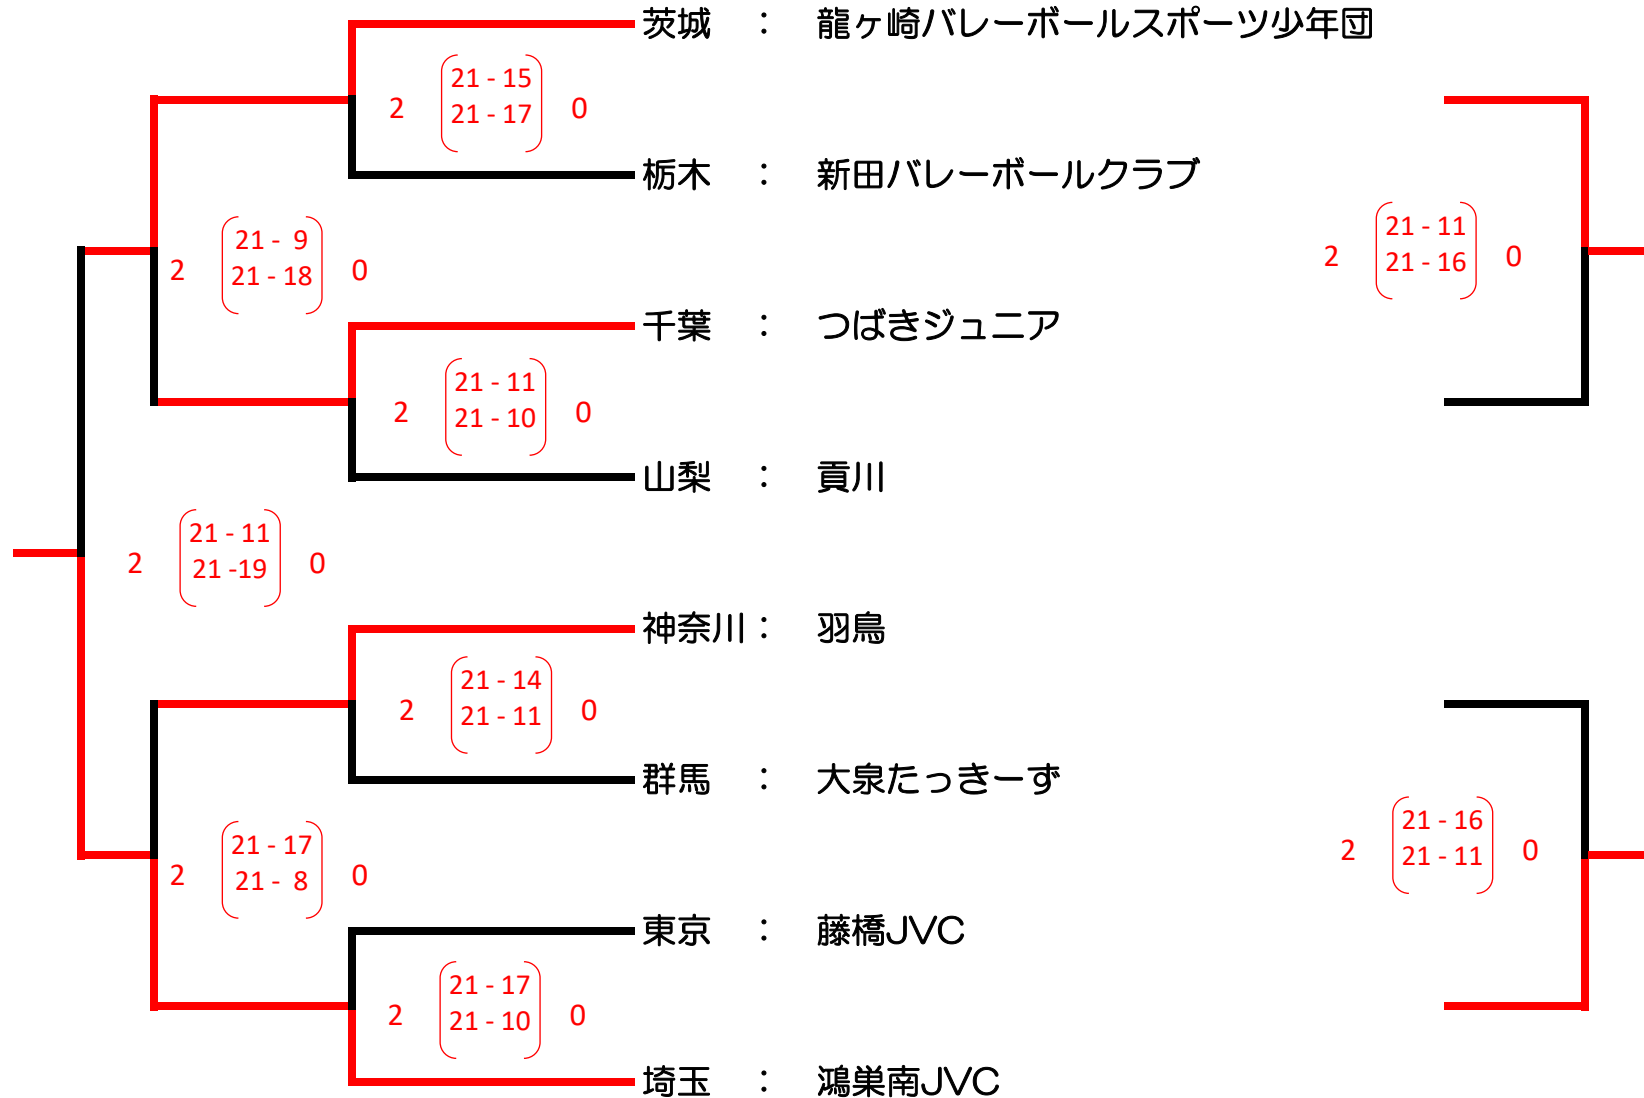 茨城 : 龍ヶ崎バレーボールスポーツ少年団
2 21 - 15 0
21 - 17
栃木 : 新田バレーボールクラブ
2 21 - 9 0
21 - 18
2 21 - 11 0
21 - 16
千葉 : つばきジュニア
2 21 - 11 0
21 - 10
山梨 : 貢川
2 21 - 11 0
21 -19
神奈川 : 羽鳥
2 21 - 14 0
21 - 11
群馬 : 大泉たっきーず
2 21 - 17 0
21 - 8
2 21 - 16 0
21 - 11
東京 : 藤橋JVC
2 21 - 17 0
21 - 10
埼玉 : 鴻巣南JVC